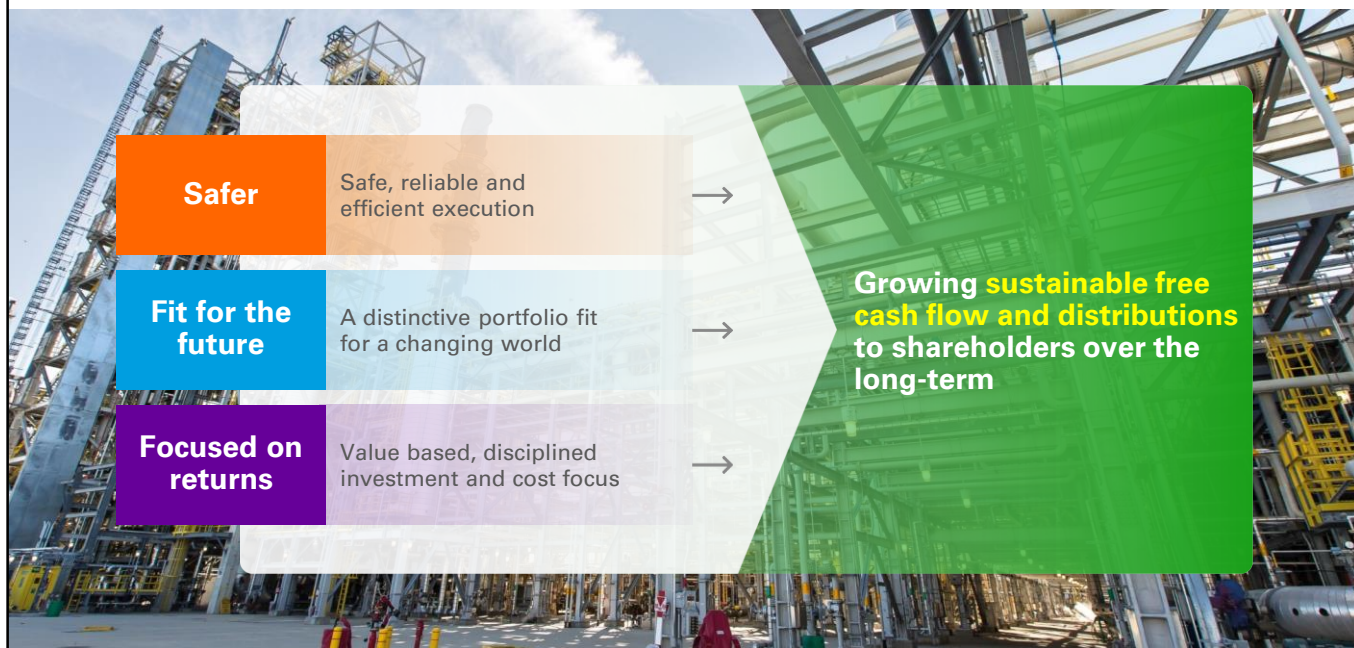 Safer
Safe, reliable and
efficient execution
Fit for the
future
A distinctive portfolio fit
for a changing world
Focused on
returns
Value based, disciplined
investment and cost focus
Growing sustainable free
cash flow and distributions
to shareholders over the
long-term